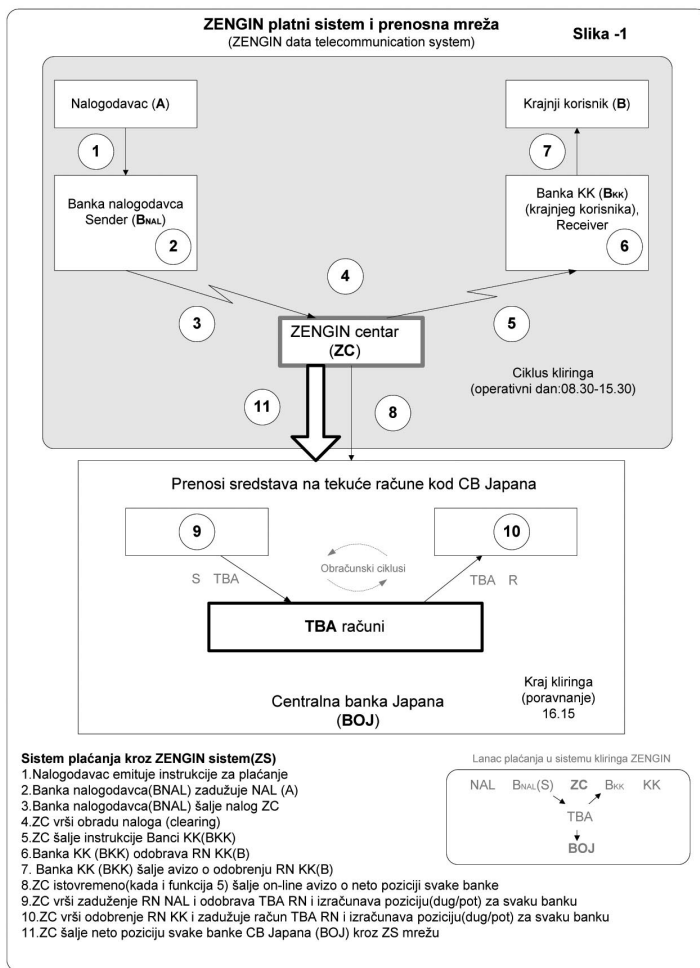 ZENGIN platni sistem i prenosna mreža
(ZENGIN data telecommunication system)
Slika -1
Nalogodavac (A)
Krajnji korisnik (B)
1
7
Banka nalogodavca
Sender (BNAL)
2
Banka KK (BKK)
(krajnjeg korisnika),
Receiver
6
4
3
5
ZENGIN centar
(ZC)
Ciklus kliringa
(operativni dan:08.30-15.30)
11
8
Prenosi sredstava na tekuće račune kod CB Japana
9
10
Obračunski ciklusi
S TBA
TBA R
TBA računi
Kraj kliringa
(poravnanje)
16.15
Centralna banka Japana
(BOJ)
Sistem plaćanja kroz ZENGIN sistem(ZS)
1.Nalogodavac emituje instrukcije za plaćanje
2.Banka nalogodavca(BNAL) zadužuje NAL (A)
3.Banka nalogodavca(BNAL) šalje nalog ZC
4.ZC vrši obradu naloga (clearing)
5.ZC šalje instrukcije Banci KK(BKK)
6.Banka KK (BKK) odobrava RN KK(B)
7. Banka KK (BKK) šalje avizo o odobrenju RN KK(B)
8.ZC istovremeno(kada i funkcija 5) šalje on-line avizo o neto poziciji svake banke
9.ZC vrši zaduženje RN NAL i odobrava TBA RN i izračunava poziciju(dug/pot) za svaku banku
10.ZC vrši odobrenje RN KK i zadužuje račun TBA RN i izračunava poziciju(dug/pot) za svaku banku
11.ZC šalje neto poziciju svake banke CB Japana (BOJ) kroz ZS mrežu
Lanac plaćanja u sistemu kliringa ZENGIN
NAL BNAL(S) ZC BKK KK
TBA
BOJ